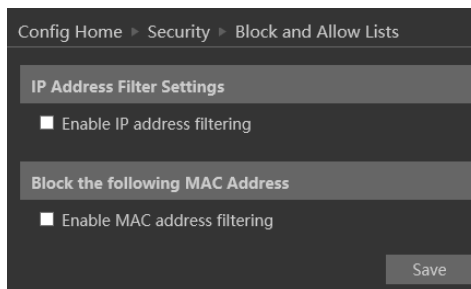 Config Home ▸ Security ▸ Block and Allow Lists
IP Address Filter Settings
Enable IP address filtering
Block the following MAC Address
Enable MAC address filtering
Save